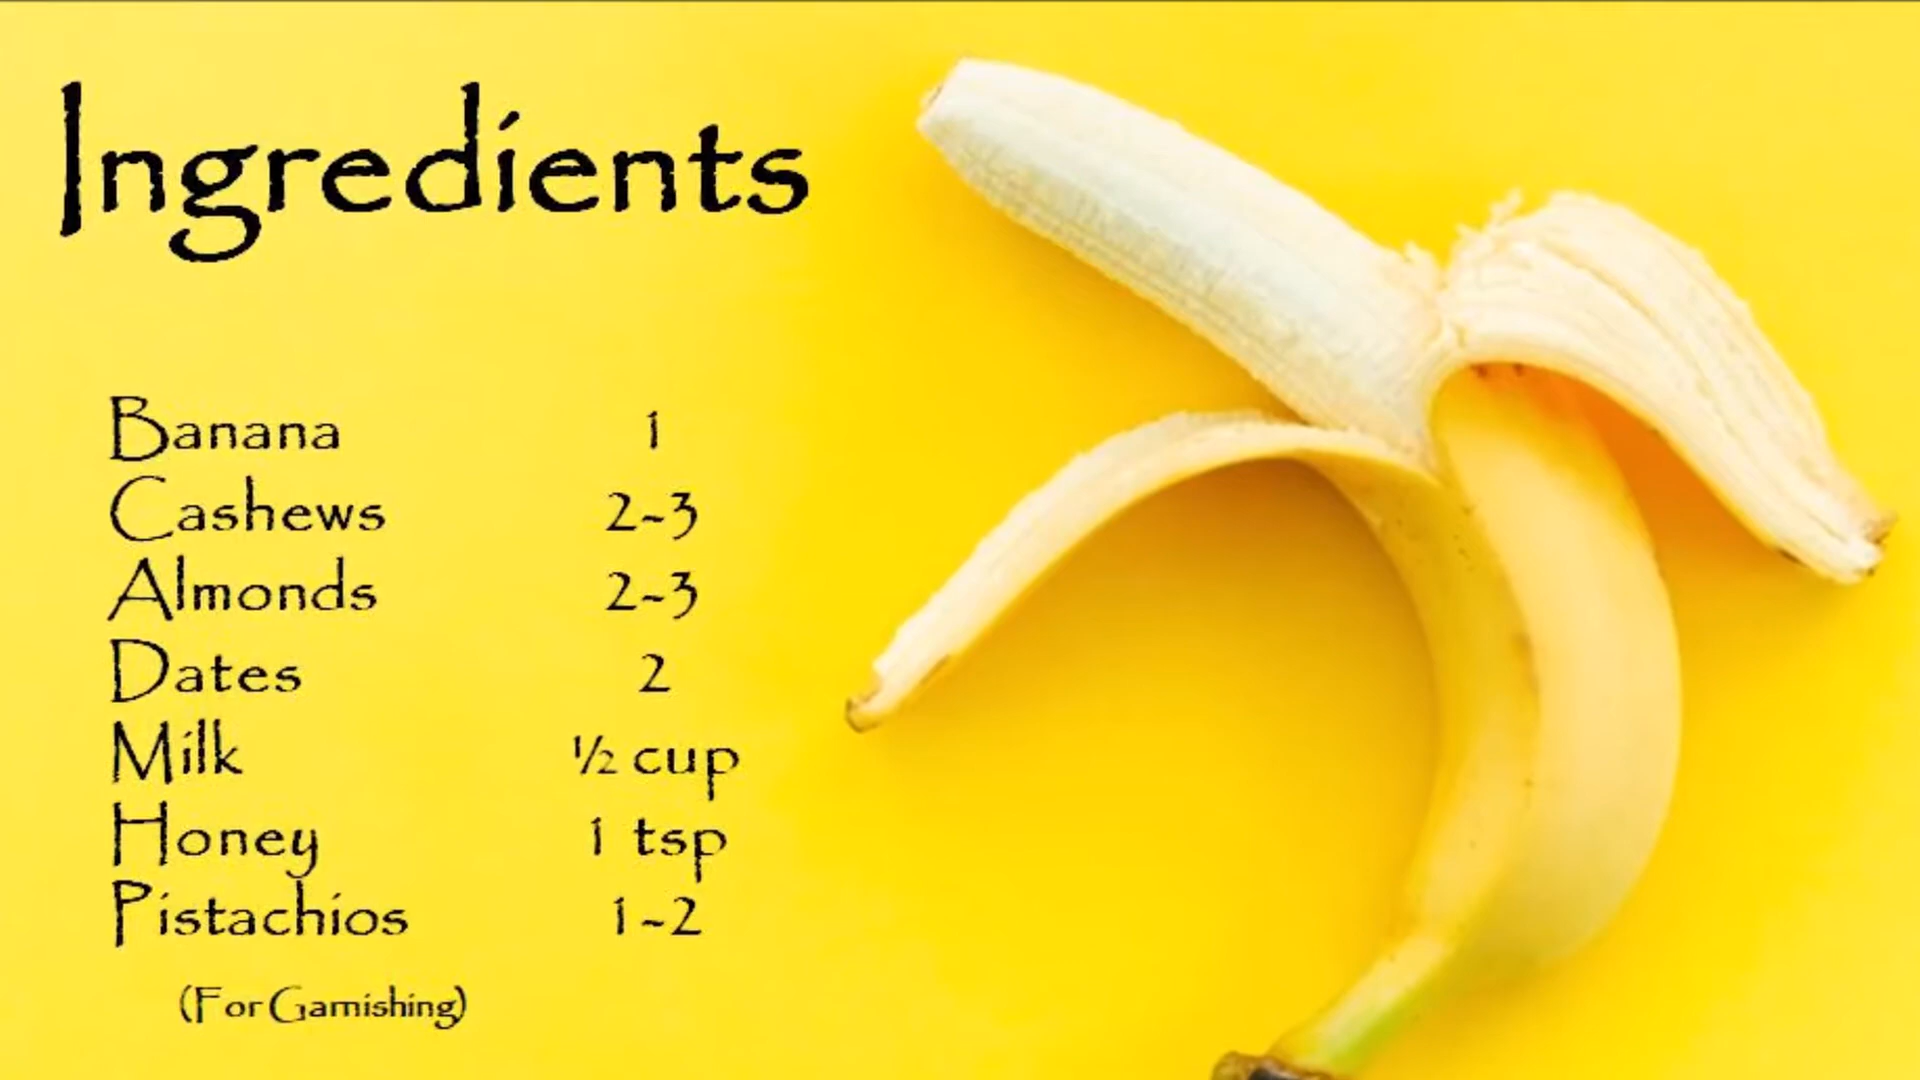 Ingredients
Banana 1
Cashews 2-3
Almonds 2-3
Dates 2
Milk ½ cup
Honey 1 tsp
Pistachios 1-2
(For Garnishing)